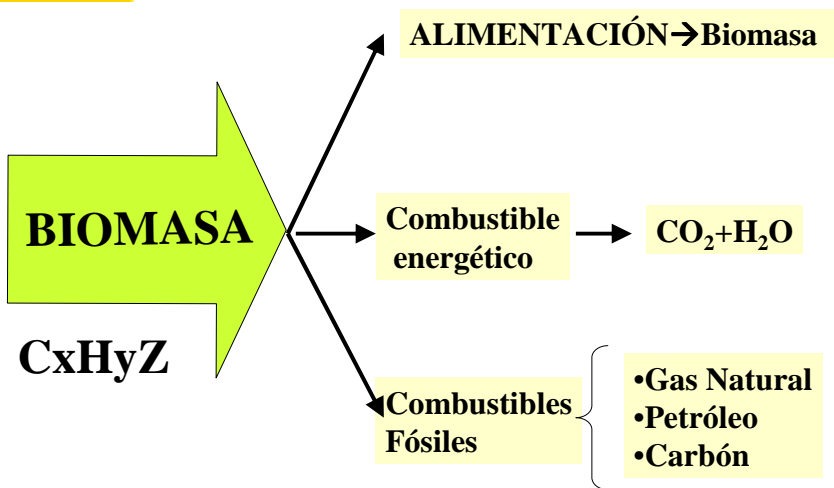 ALIMENTACIÓN→Biomasa
BIOMASA
CxHyZ
Combustible
energético
CO₂+H₂O
Combustibles
Fósiles
•Gas Natural
•Petróleo
•Carbón